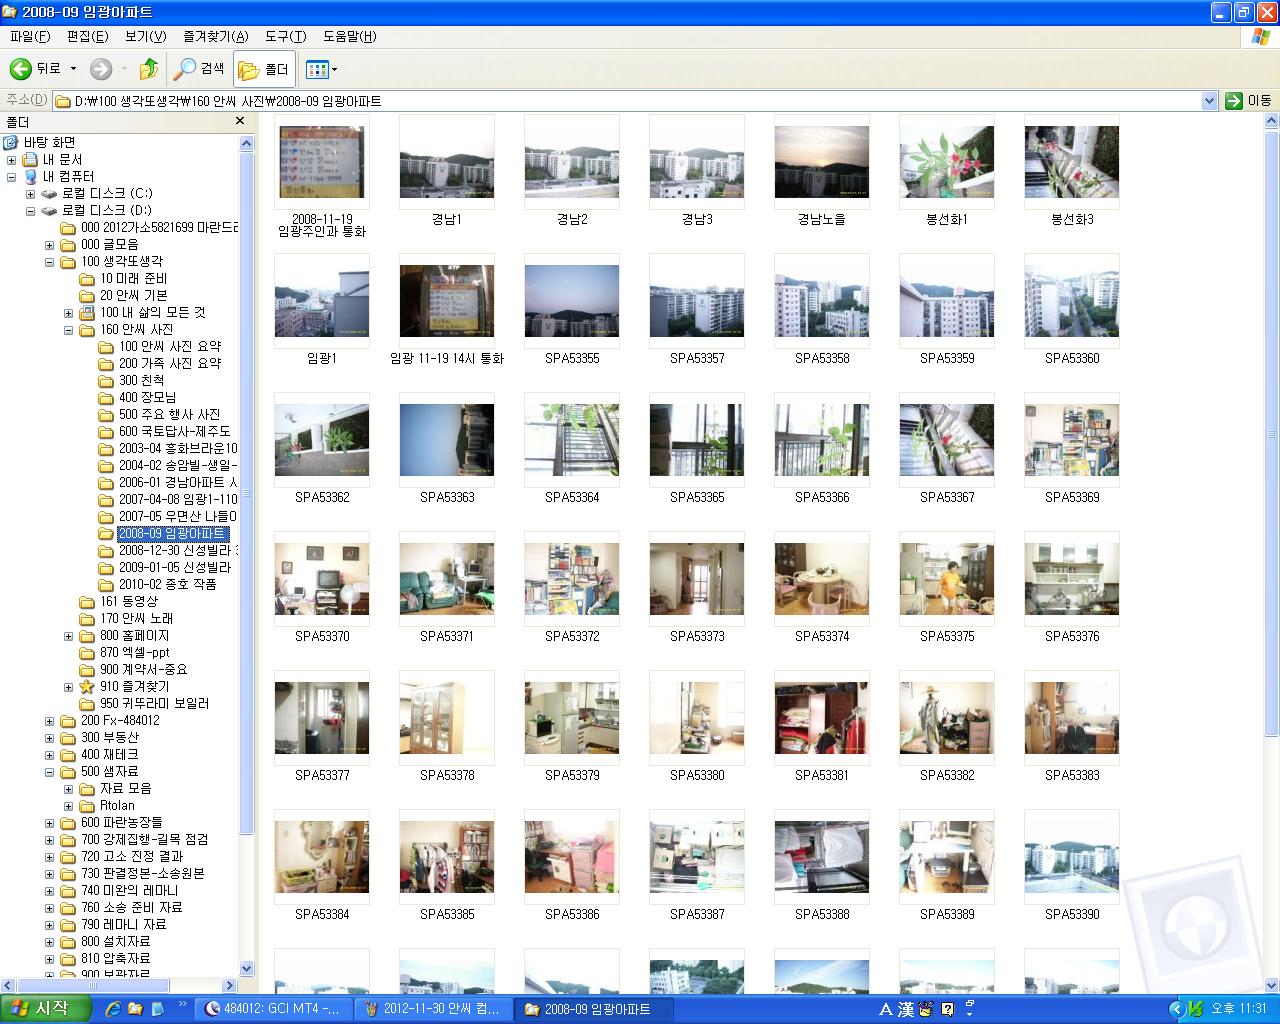 2008-09 임광아파트
파일(F) 편집(E) 보기(V) 즐겨찾기(A) 도구(T) 도움말(H)
뒤로 검색 폴더
주소(D) D:₩100 생각또생각₩160 안씨 사진₩2008-09 임광아파트 이동
폴더
바탕 화면
내 문서
내 컴퓨터
로컬 디스크 (C:)
로컬 디스크 (D:)
000 2012가소5821699 마란드
000 글모음
100 생각또생각
10 미래 준비
20 안씨 기본
100 내 삶의 모든 것
160 안씨 사진
100 안씨 사진 요약
200 가족 사진 요약
300 친척
400 장모님
500 주요 행사 사진
600 국토답사-제주도
2003-04 흥화브라운10
2004-02 송암빌-생일-
2006-01 경남아파트 시
2007-04-08 임광1-110
2007-05 우면산 나들이
2008-09 임광아파트
2008-12-30 신성빌라
2009-01-05 신성빌라
2010-02 종호 작품
161 동영상
170 안씨 노래
800 홈페이지
870 엑셀-ppt
900 계약서-중요
910 즐겨찾기
950 귀뚜라미 보일러
200 Fx-484012
300 부동산
400 재테크
500 샘자료
자료 모음
Rtolan
600 파란농장들
700 강제집행-길목 점검
720 고소 진정 결과
730 판결정본-소송원본
740 미완의 레마니
760 소송 준비 자료
790 레마니 자료
800 설치자료
810 압축자료
900 보관자료
2008-11-19 임광주인과 통화
경남1
경남2
경남3
경남노을
봉선화1
봉선화3
임광1
임광 11-19 14시 통화
SPA53355
SPA53357
SPA53358
SPA53359
SPA53360
SPA53362
SPA53363
SPA53364
SPA53365
SPA53366
SPA53367
SPA53369
SPA53370
SPA53371
SPA53372
SPA53373
SPA53374
SPA53375
SPA53376
SPA53377
SPA53378
SPA53379
SPA53380
SPA53381
SPA53382
SPA53383
SPA53384
SPA53385
SPA53386
SPA53387
SPA53388
SPA53389
SPA53390
시작 484012: GCI MT4 -... 2012-11-30 안씨 컴... 2008-09 임광아파트 A 漢 오후 11:31